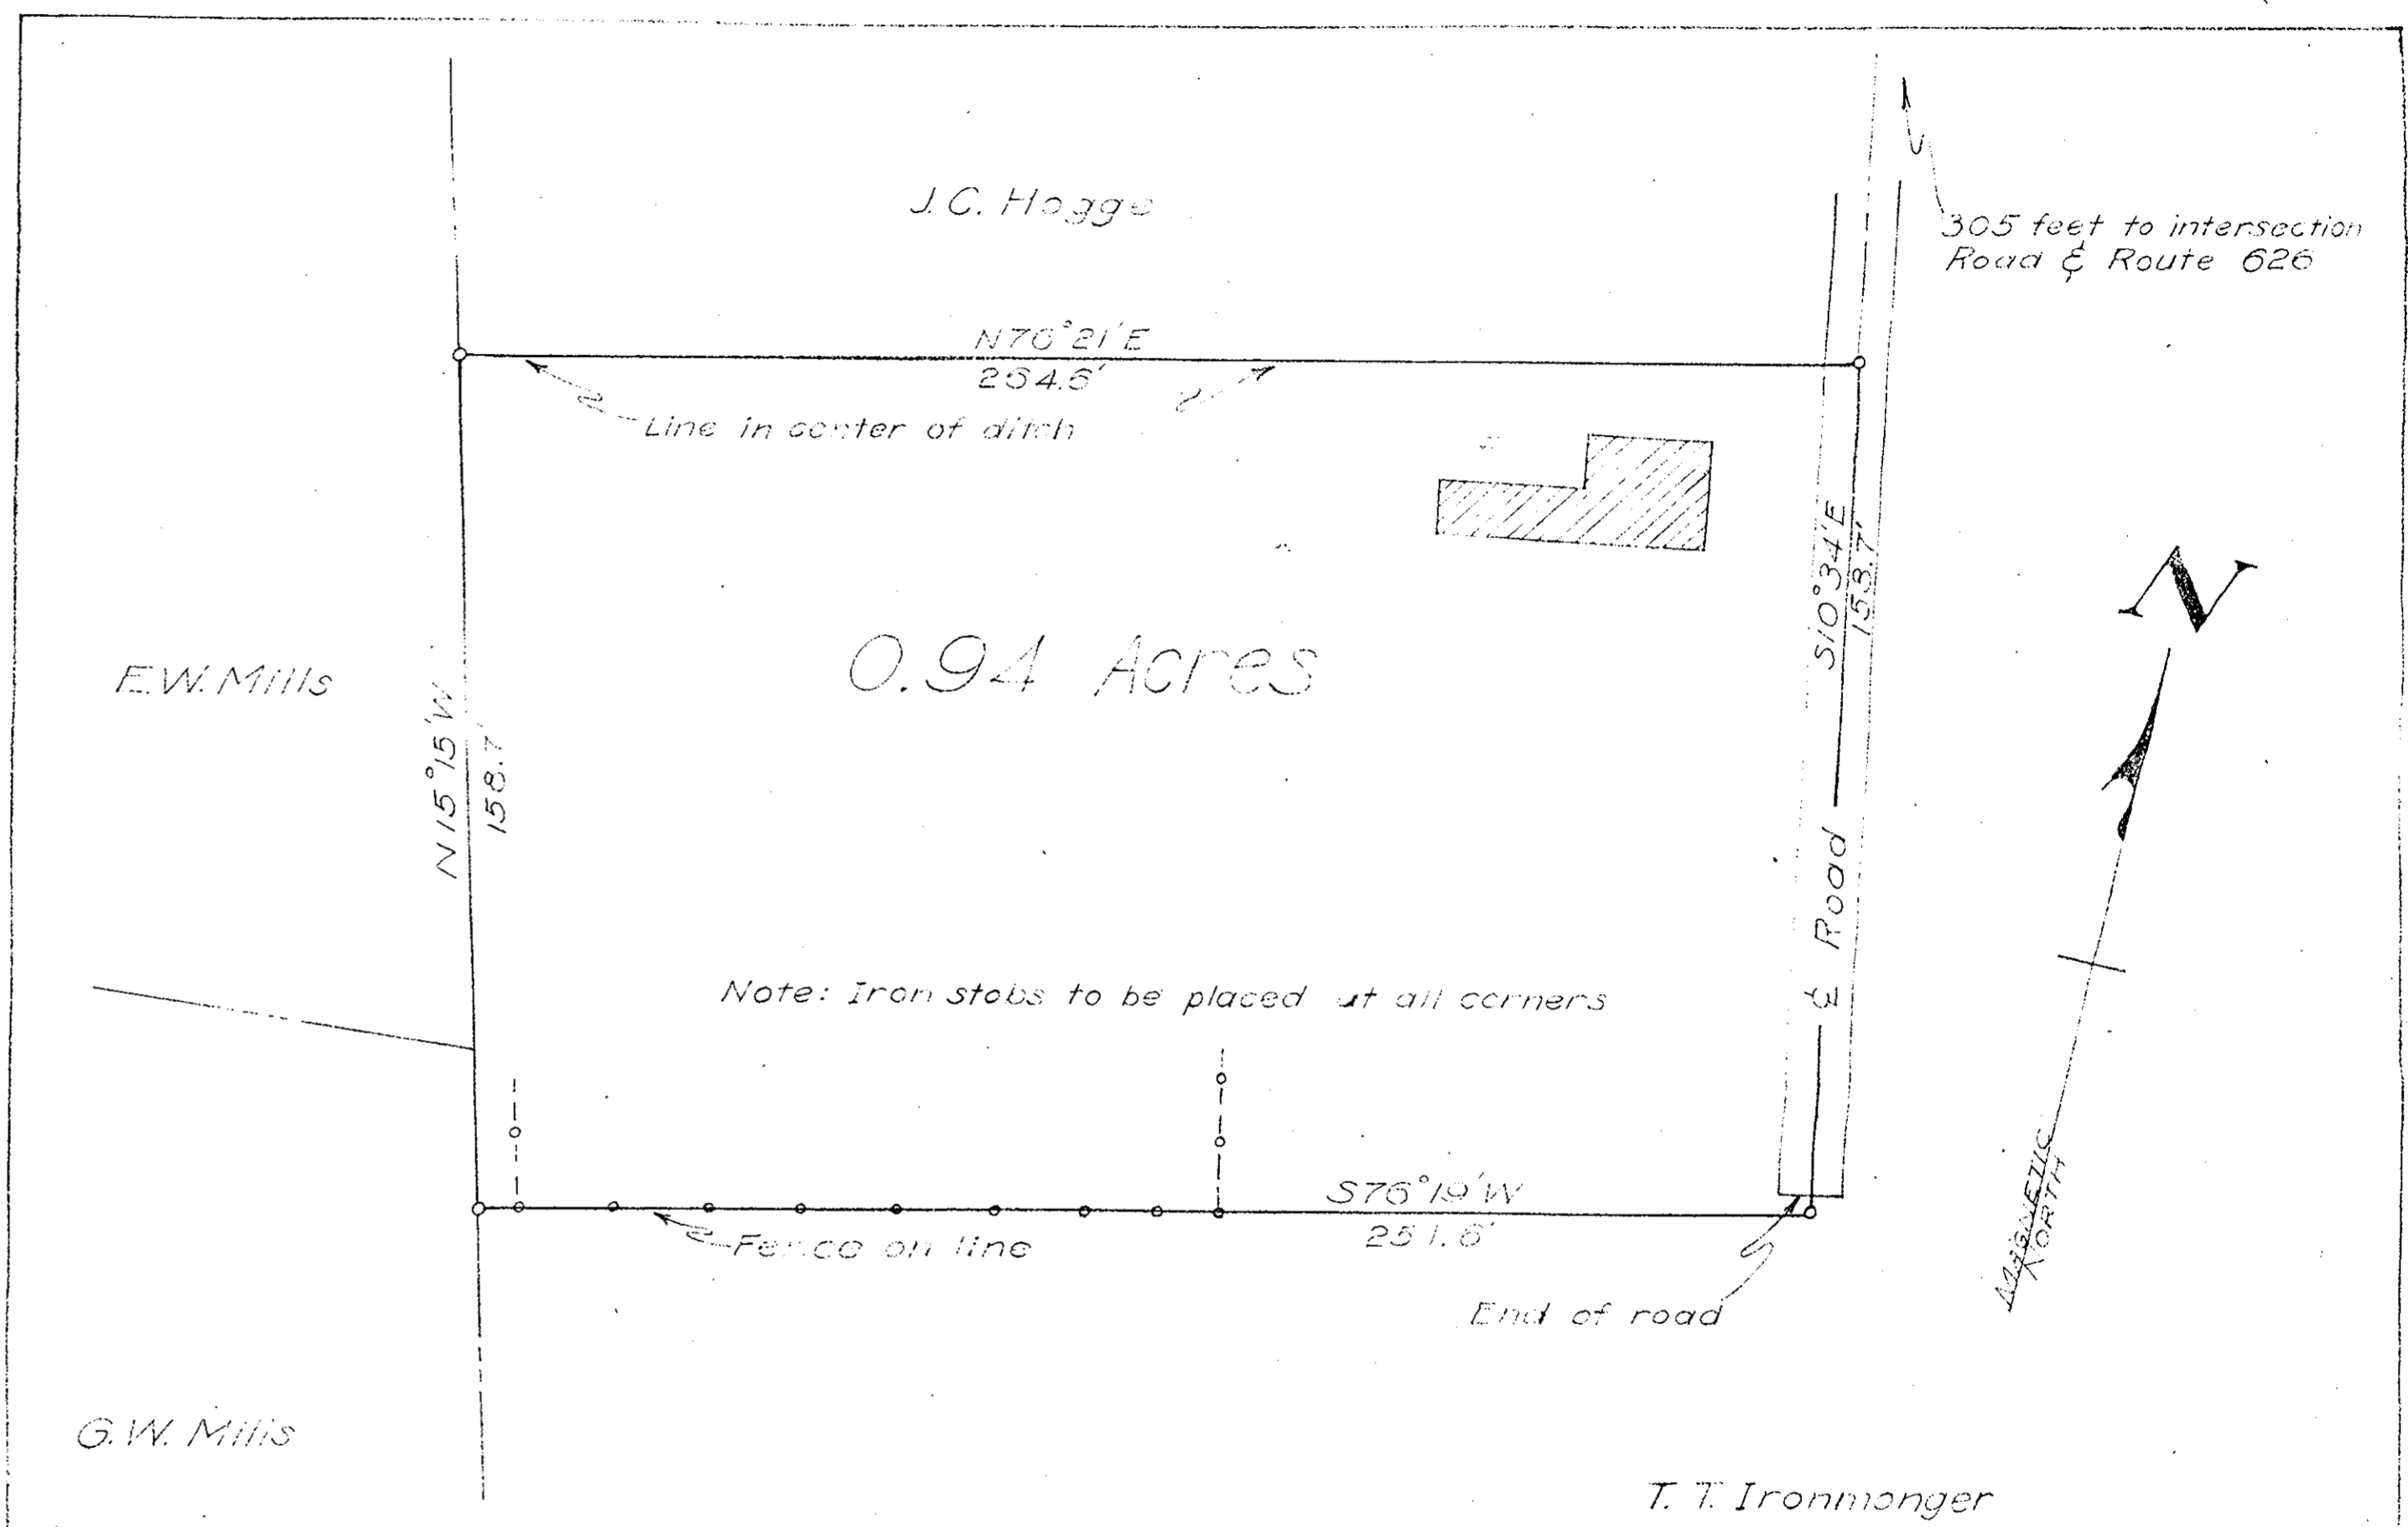 J.C. Hogge
305 feet to intersection
Road & Route 626
N76°21'E
264.6'
Line in center of ditch
S10°34'E
158.7'
N
0.94 Acres
E.W. Mills
N15°15'W
158.7'
℄ Road
Note: Iron stobs to be placed at all corners
S76°19'W
251.6'
Fence on line
MAGNETIC
NORTH
End of road
G.W. Mills
T. T. Ironmonger